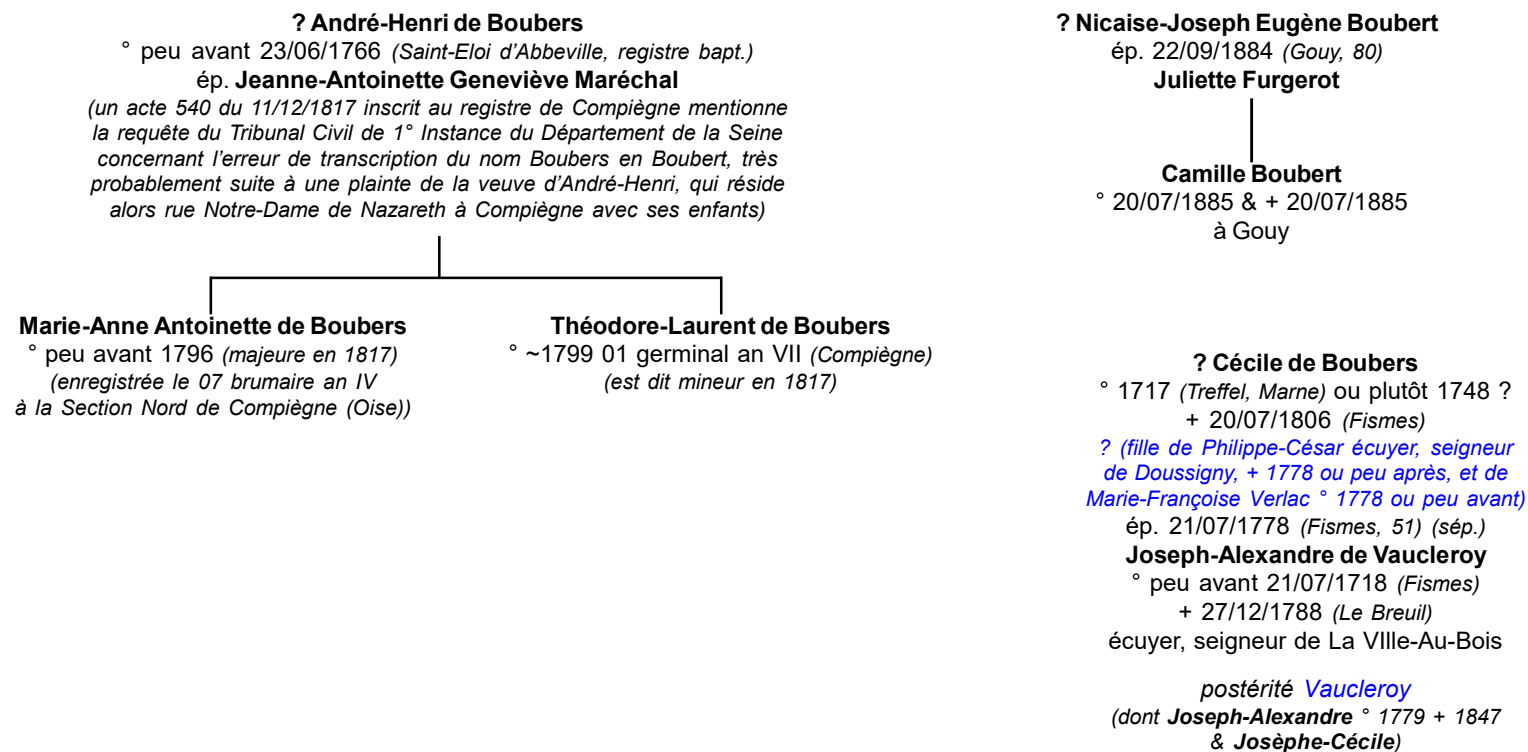 ? André-Henri de Boubers
° peu avant 23/06/1766 (Saint-Eloi d'Abbeville, registre bapt.)
ép. Jeanne-Antoinette Geneviève Maréchal
(un acte 540 du 11/12/1817 inscrit au registre de Compiègne mentionne
la requête du Tribunal Civil de 1° Instance du Département de la Seine
concernant l'erreur de transcription du nom Boubers en Boubert, très
probablement suite à une plainte de la veuve d'André-Henri, qui réside
alors rue Notre-Dame de Nazareth à Compiègne avec ses enfants)
Marie-Anne Antoinette de Boubers
° peu avant 1796 (majeure en 1817)
(enregistrée le 07 brumaire an IV
à la Section Nord de Compiègne (Oise))
Théodore-Laurent de Boubers
° ~1799 01 germinal an VII (Compiègne)
(est dit mineur en 1817)
? Nicaise-Joseph Eugène Boubert
ép. 22/09/1884 (Gouy, 80)
Juliette Furgerot
Camille Boubert
° 20/07/1885 & + 20/07/1885
à Gouy
? Cécile de Boubers
° 1717 (Treffel, Marne) ou plutôt 1748 ?
+ 20/07/1806 (Fismes)
? (fille de Philippe-César écuyer, seigneur
de Doussigny, + 1778 ou peu après, et de
Marie-Françoise Verlac ° 1778 ou peu avant)
ép. 21/07/1778 (Fismes, 51) (sép.)
Joseph-Alexandre de Vaucleroy
° peu avant 21/07/1718 (Fismes)
+ 27/12/1788 (Le Breuil)
écuyer, seigneur de La VIlle-Au-Bois
postérité Vaucleroy
(dont Joseph-Alexandre ° 1779 + 1847
& Josèphe-Cécile)